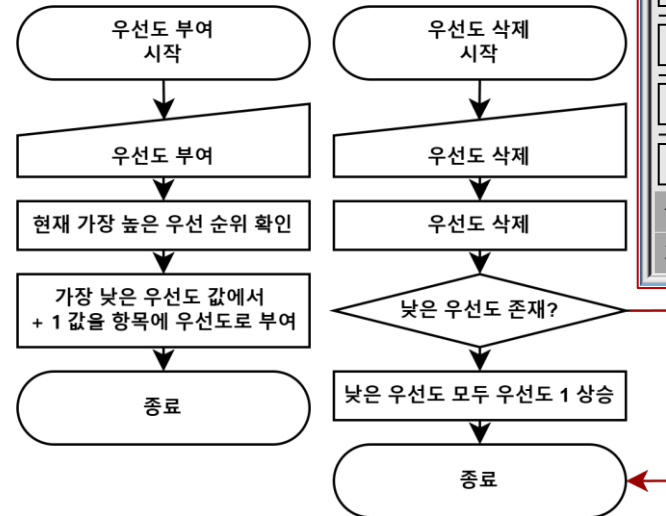 우선도 부여
시작
우선도 부여
현재 가장 높은 우선 순위 확인
가장 낮은 우선도 값에서
+ 1 값을 항목에 우선도로 부여
종료
우선도 삭제
시작
우선도 삭제
우선도 삭제
낮은 우선도 존재?
낮은 우선도 모두 우선도 1 상승
종료